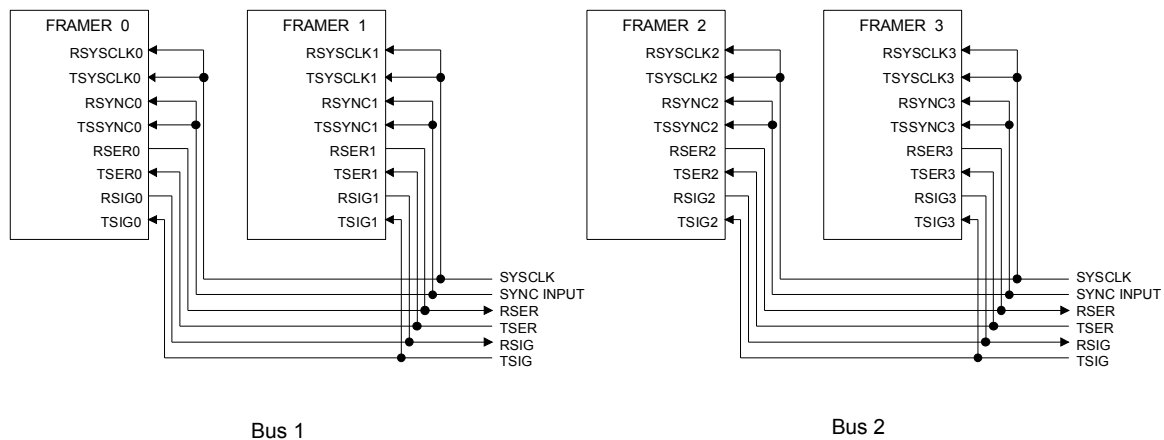 FRAMER 0
RSYSCLK0
TSYSCLK0
RSYNC0
TSSYNC0
RSER0
TSER0
RSIG0
TSIG0
FRAMER 1
RSYSCLK1
TSYSCLK1
RSYNC1
TSSYNC1
RSER1
TSER1
RSIG1
TSIG1
SYSCLK
SYNC INPUT
RSER
TSER
RSIG
TSIG
Bus 1
FRAMER 2
RSYSCLK2
TSYSCLK2
RSYNC2
TSSYNC2
RSER2
TSER2
RSIG2
TSIG2
FRAMER 3
RSYSCLK3
TSYSCLK3
RSYNC3
TSSYNC3
RSER3
TSER3
RSIG3
TSIG3
SYSCLK
SYNC INPUT
RSER
TSER
RSIG
TSIG
Bus 2